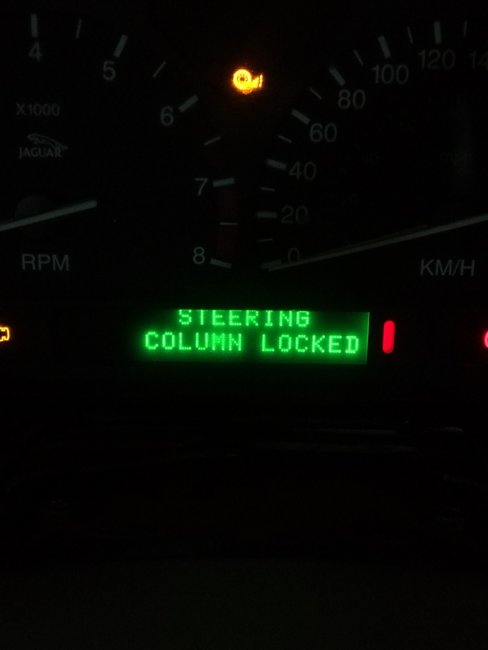 4
5
X1000
6
JAGUAR
7
8
RPM
0
20
40
60
80
100
120
KM/H
STEERING
COLUMN LOCKED